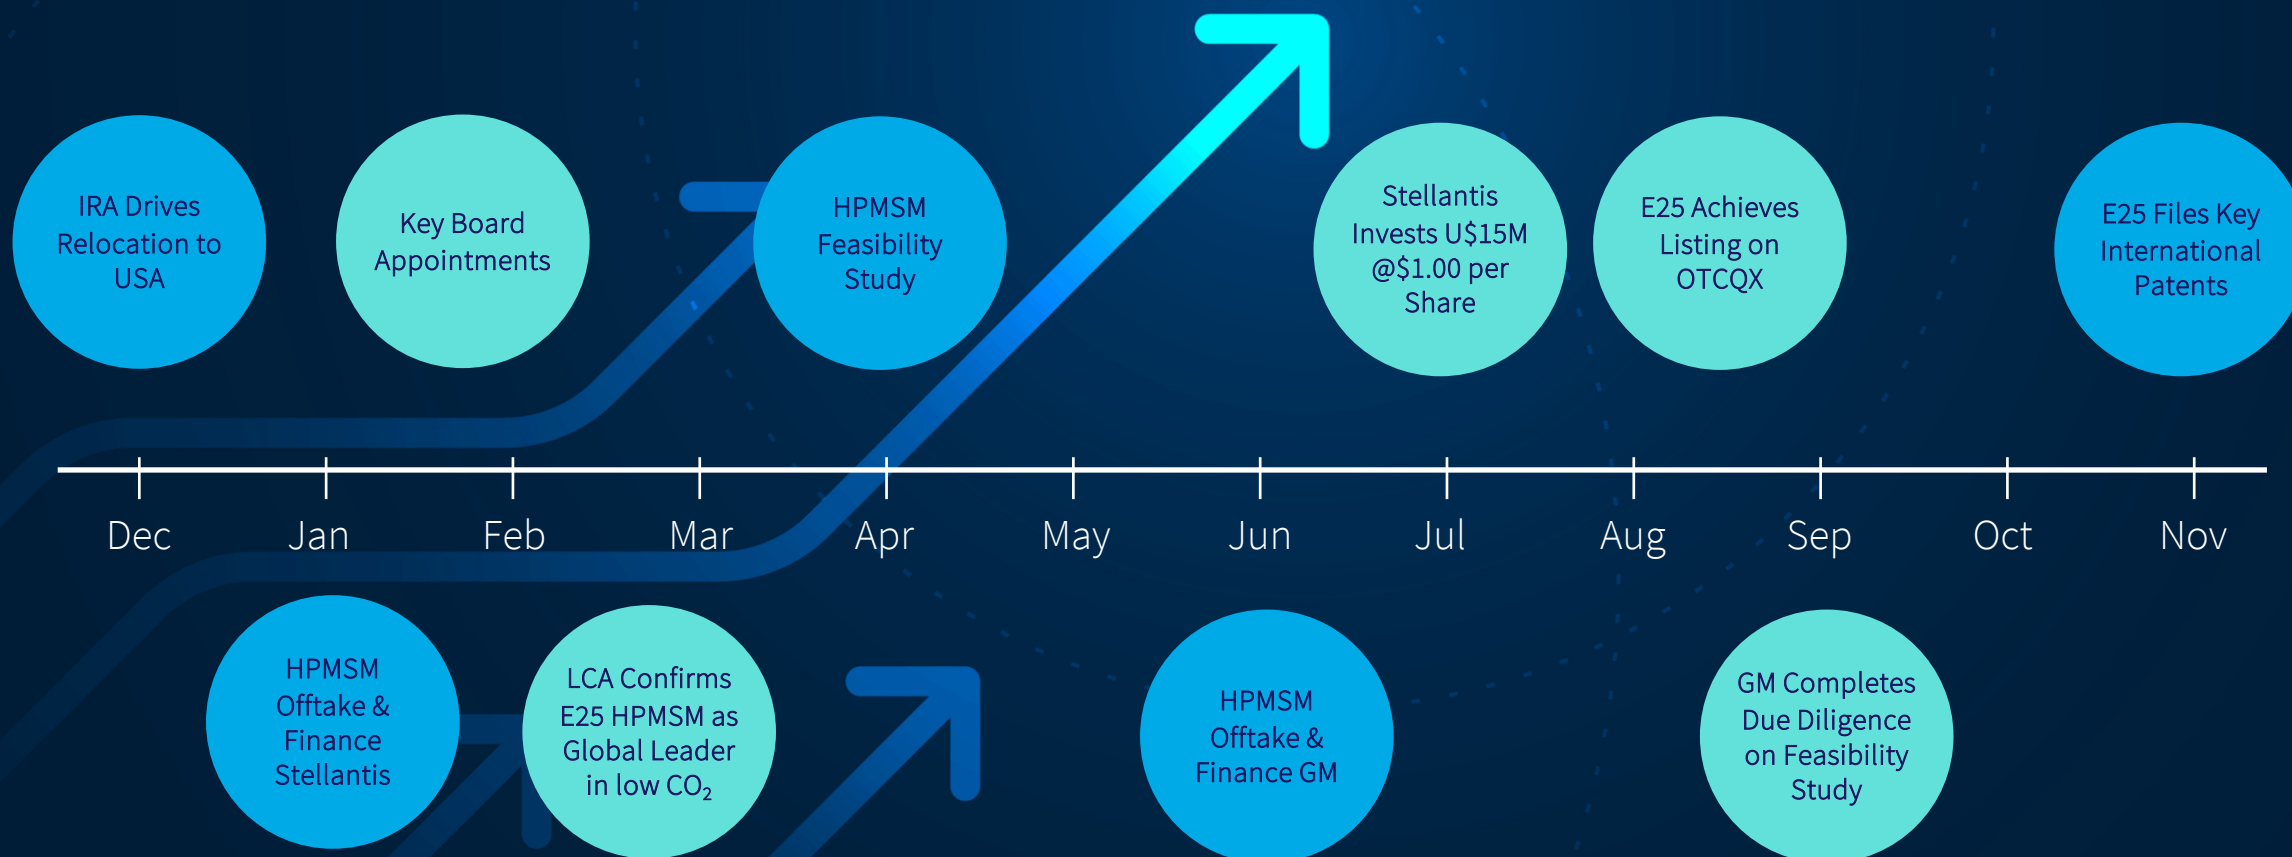 IRA Drives
Relocation to
USA
Key Board
Appointments
HPMSM
Feasibility
Study
Stellantis
Invests U$15M
@$1.00 per
Share
E25 Achieves
Listing on
OTCQX
E25 Files Key
International
Patents
Dec
Jan
Feb
Mar
Apr
May
Jun
Jul
Aug
Sep
Oct
Nov
HPMSM
Offtake &
Finance
Stellantis
LCA Confirms
E25 HPMSM as
Global Leader
in low CO₂
HPMSM
Offtake &
Finance GM
GM Completes
Due Diligence
on Feasibility
Study